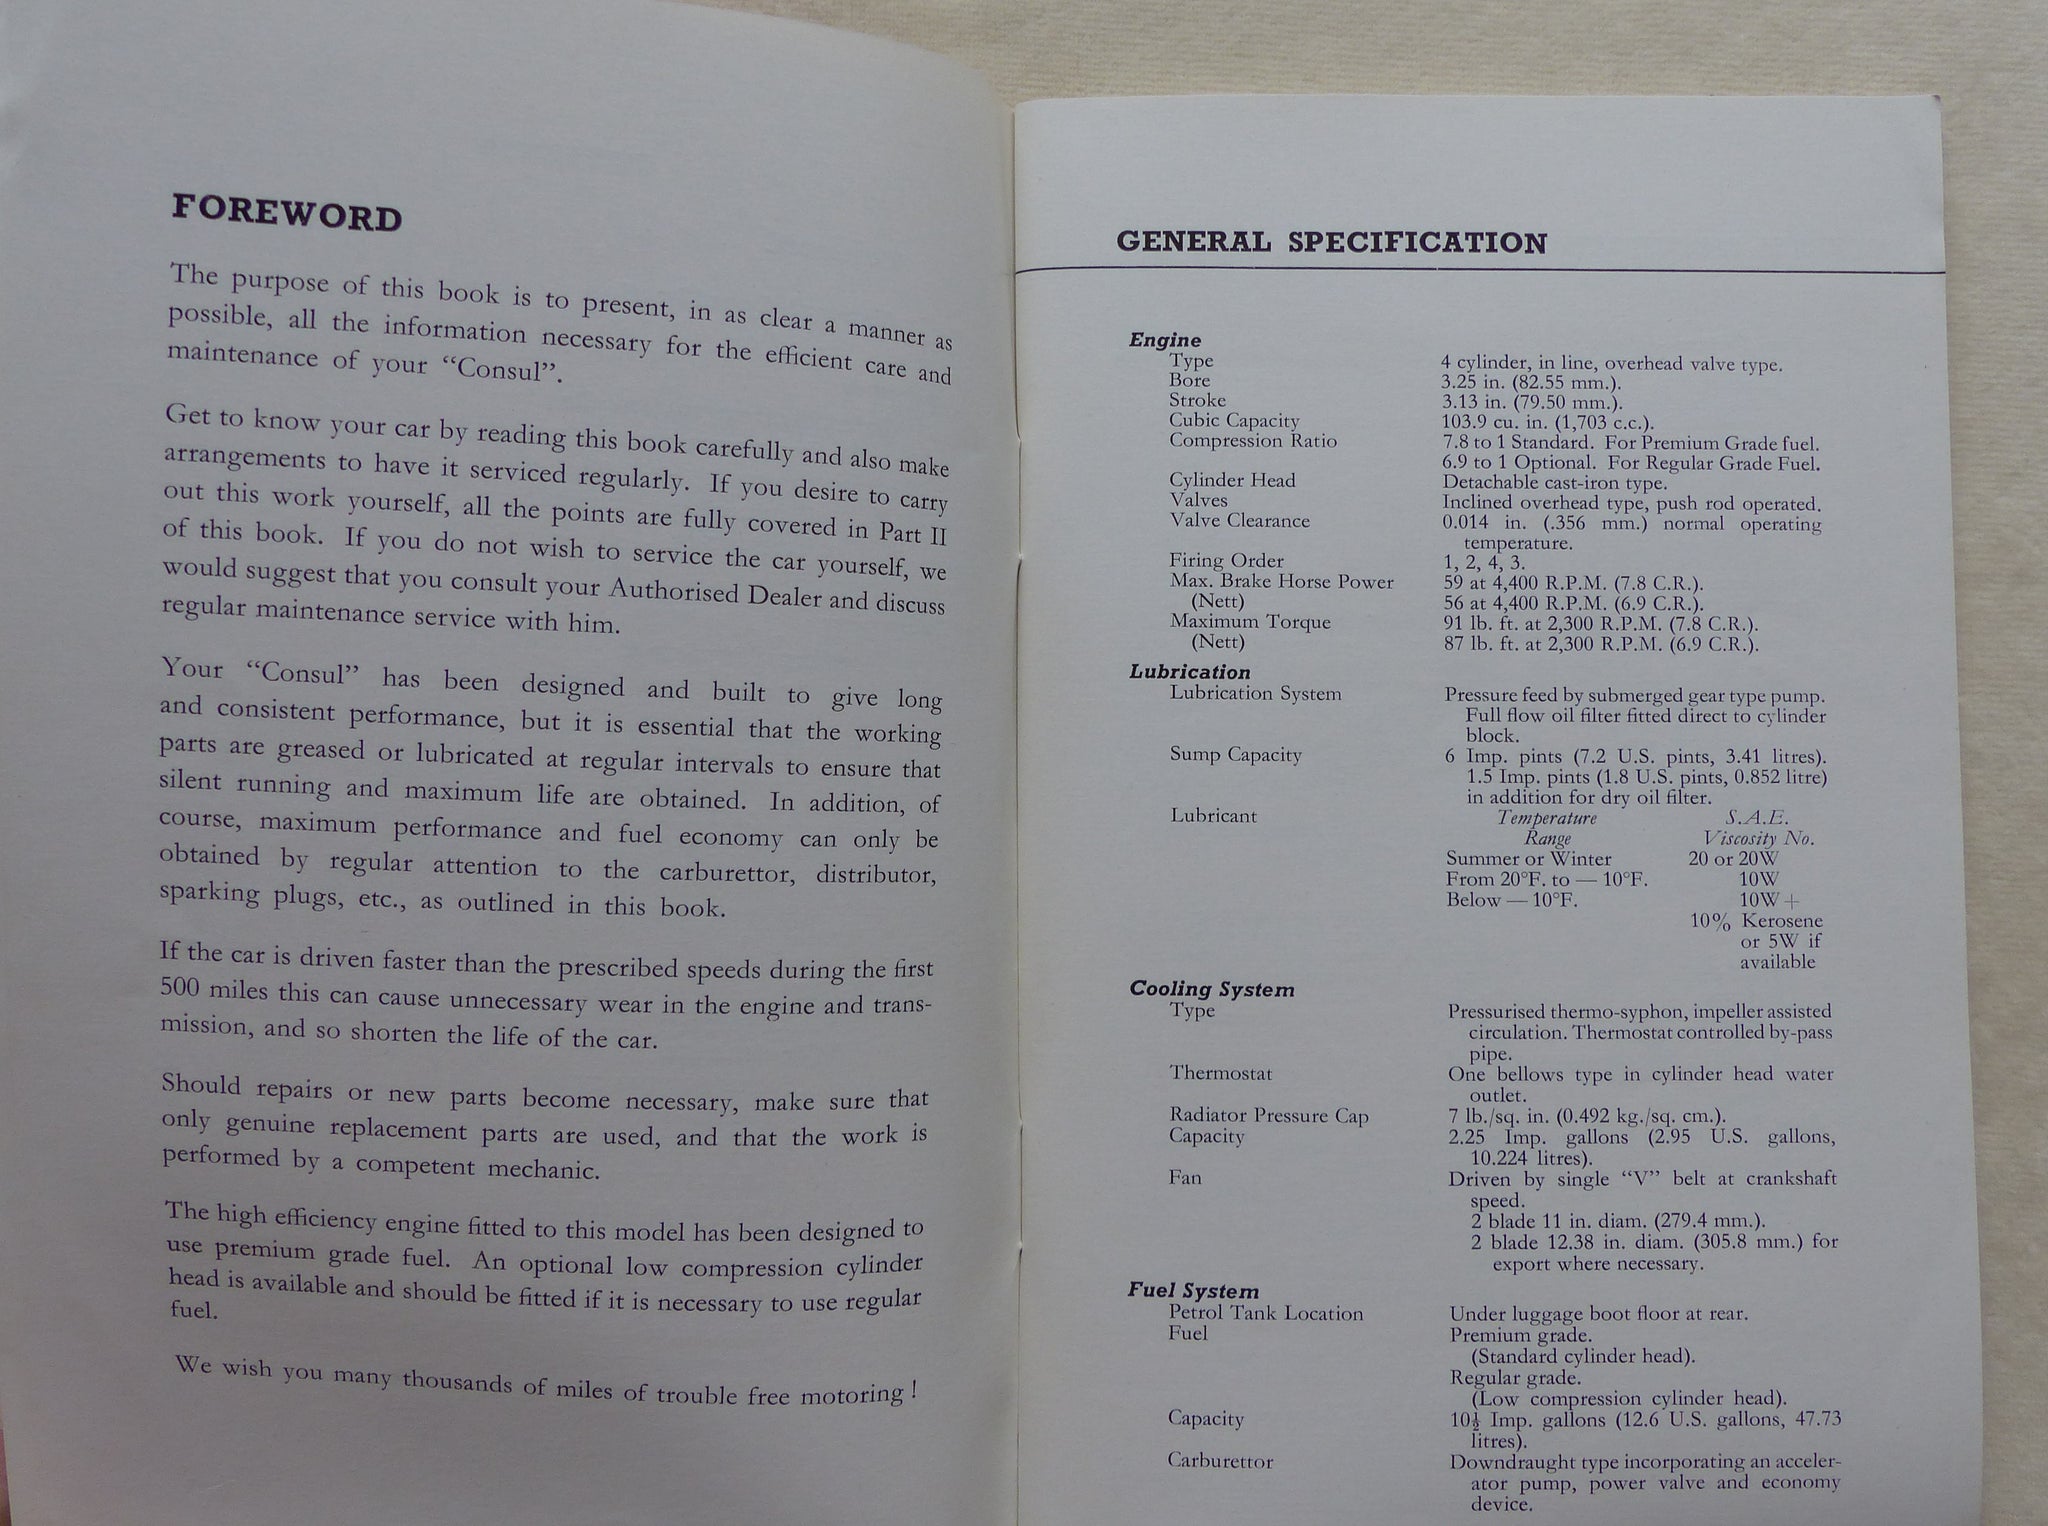 FOREWORD
The purpose of this book is to present, in as clear a manner as
possible, all the information necessary for the efficient care and
maintenance of your “Consul”.
Get to know your car by reading this book carefully and also make
arrangements to have it serviced regularly. If you desire to carry
out this work yourself, all the points are fully covered in Part II
of this book. If you do not wish to service the car yourself, we
would suggest that you consult your Authorised Dealer and discuss
regular maintenance service with him.
Your “Consul” has been designed and built to give long
and consistent performance, but it is essential that the working
parts are greased or lubricated at regular intervals to ensure that
silent running and maximum life are obtained. In addition, of
course, maximum performance and fuel economy can only be
obtained by regular attention to the carburettor, distributor,
sparking plugs, etc., as outlined in this book.
If the car is driven faster than the prescribed speeds during the first
500 miles this can cause unnecessary wear in the engine and trans-
mission, and so shorten the life of the car.
Should repairs or new parts become necessary, make sure that
only genuine replacement parts are used, and that the work is
performed by a competent mechanic.
The high efficiency engine fitted to this model has been designed to
use premium grade fuel. An optional low compression cylinder
head is available and should be fitted if it is necessary to use regular
fuel.
We wish you many thousands of miles of trouble free motoring !
GENERAL SPECIFICATION
Engine
Type 4 cylinder, in line, overhead valve type.
Bore 3.25 in. (82.55 mm.).
Stroke 3.13 in. (79.50 mm.).
Cubic Capacity 103.9 cu. in. (1,703 c.c.).
Compression Ratio 7.8 to 1 Standard. For Premium Grade fuel.
6.9 to 1 Optional. For Regular Grade Fuel.
Cylinder Head Detachable cast-iron type.
Valves Inclined overhead type, push rod operated.
Valve Clearance 0.014 in. (.356 mm.) normal operating
temperature.
Firing Order 1, 2, 4, 3.
Max. Brake Horse Power 59 at 4,400 R.P.M. (7.8 C.R.).
(Nett) 56 at 4,400 R.P.M. (6.9 C.R.).
Maximum Torque 91 lb. ft. at 2,300 R.P.M. (7.8 C.R.).
(Nett) 87 lb. ft. at 2,300 R.P.M. (6.9 C.R.).
Lubrication
Lubrication System Pressure feed by submerged gear type pump.
Full flow oil filter fitted direct to cylinder
block.
Sump Capacity 6 Imp. pints (7.2 U.S. pints, 3.41 litres).
1.5 Imp. pints (1.8 U.S. pints, 0.852 litre)
in addition for dry oil filter.
Lubricant Temperature S.A.E.
Range Viscosity No.
Summer or Winter 20 or 20W
From 20°F. to — 10°F. 10W
Below — 10°F. 10W +
10% Kerosene
or 5W if
available
Cooling System
Type Pressurised thermo-syphon, impeller assisted
circulation. Thermostat controlled by-pass
pipe.
Thermostat One bellows type in cylinder head water
outlet.
Radiator Pressure Cap 7 lb./sq. in. (0.492 kg./sq. cm.).
Capacity 2.25 Imp. gallons (2.95 U.S. gallons,
10.224 litres).
Fan Driven by single “V” belt at crankshaft
speed.
2 blade 11 in. diam. (279.4 mm.).
2 blade 12.38 in. diam. (305.8 mm.) for
export where necessary.
Fuel System
Petrol Tank Location Under luggage boot floor at rear.
Fuel Premium grade.
(Standard cylinder head).
Regular grade.
(Low compression cylinder head).
Capacity 10½ Imp. gallons (12.6 U.S. gallons, 47.73
litres).
Carburettor Downdraught type incorporating an acceler-
ator pump, power valve and economy
device.